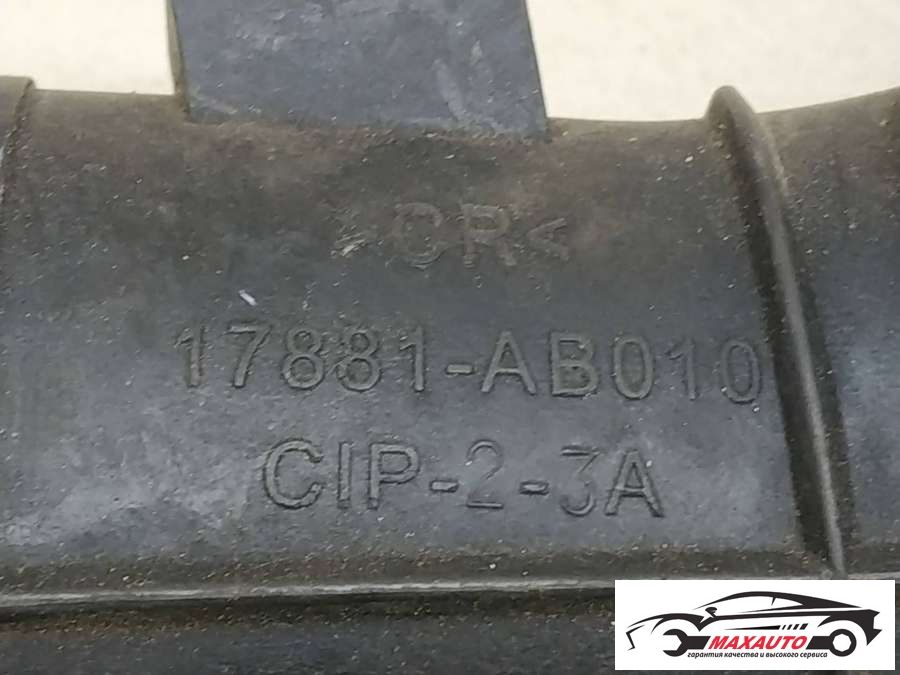 >CR<
17881-AB010
CIP-2-3A
MAXAUTO
гарантия качества и высокого сервиса